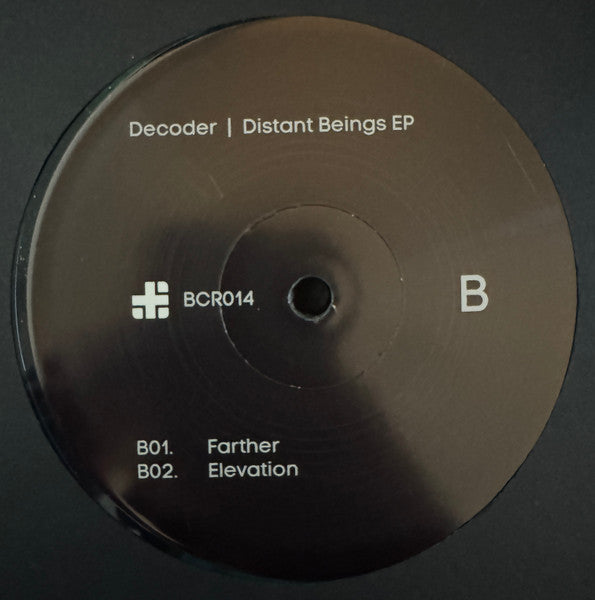 Decoder | Distant Beings EP
BCR014
B
B01. Farther
B02. Elevation